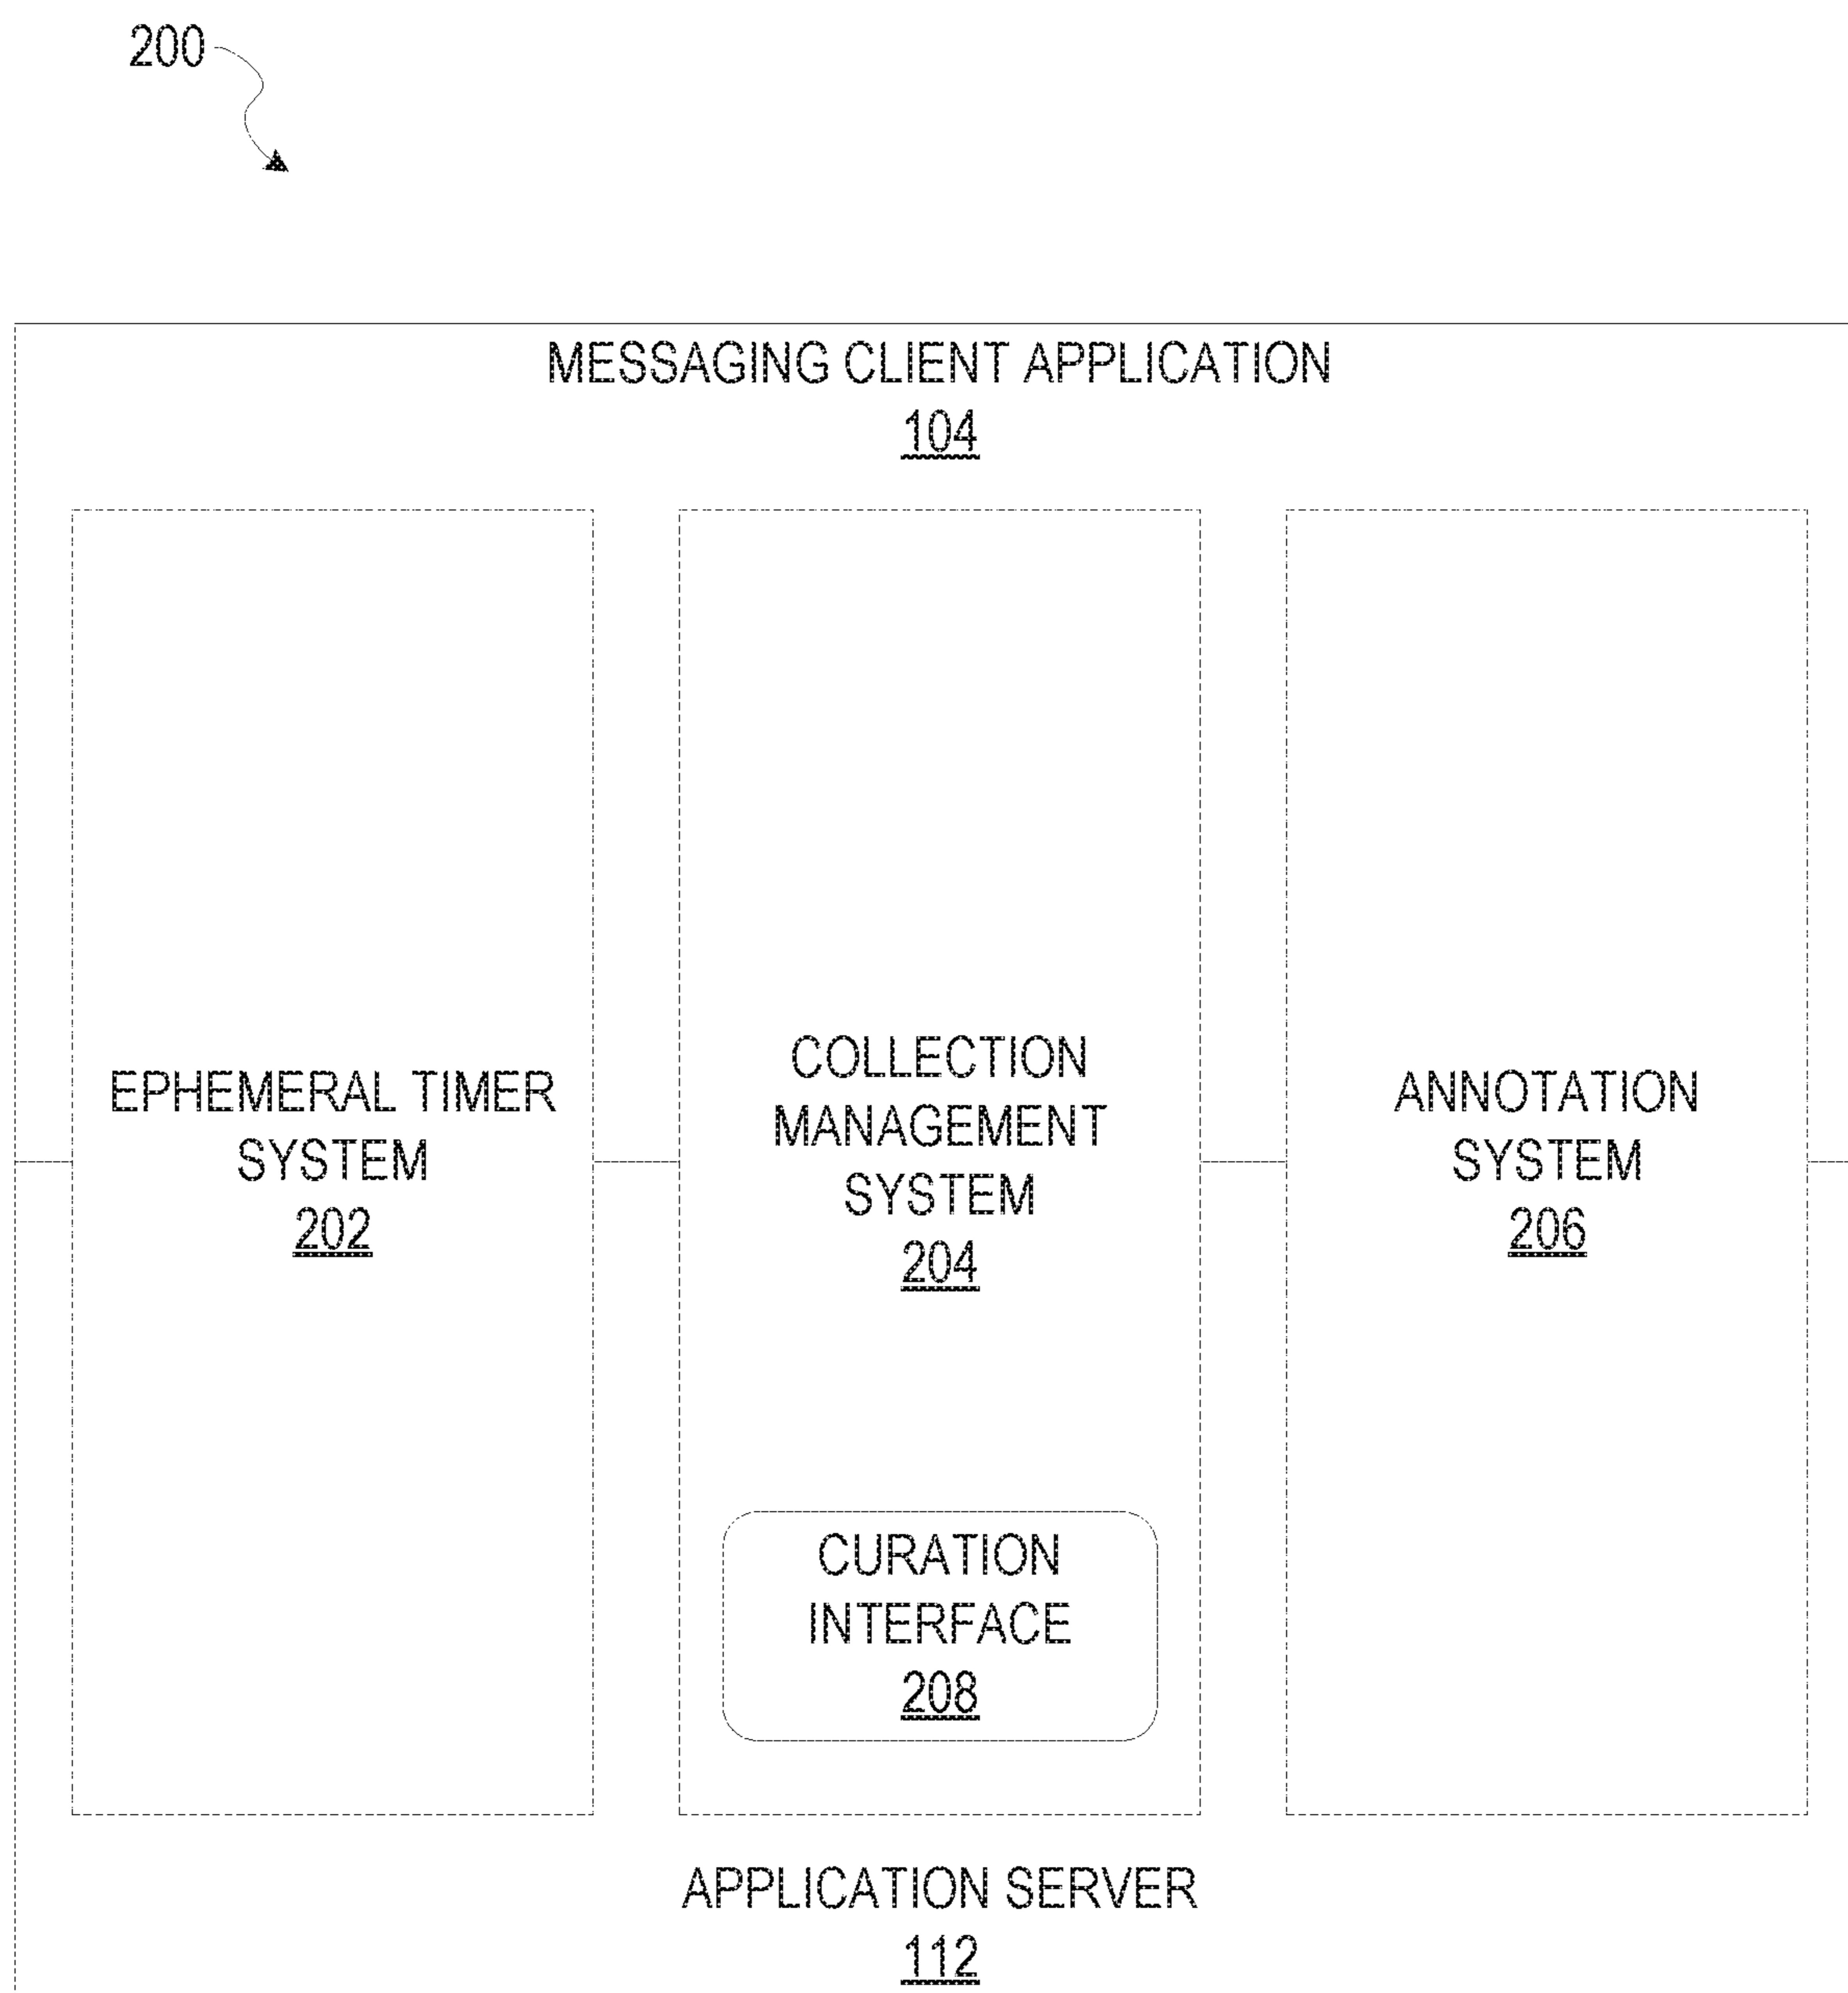 200
MESSAGING CLIENT APPLICATION
104
EPHEMERAL TIMER
SYSTEM
202
COLLECTION
MANAGEMENT
SYSTEM
204
ANNOTATION
SYSTEM
206
CURATION
INTERFACE
208
APPLICATION SERVER
112